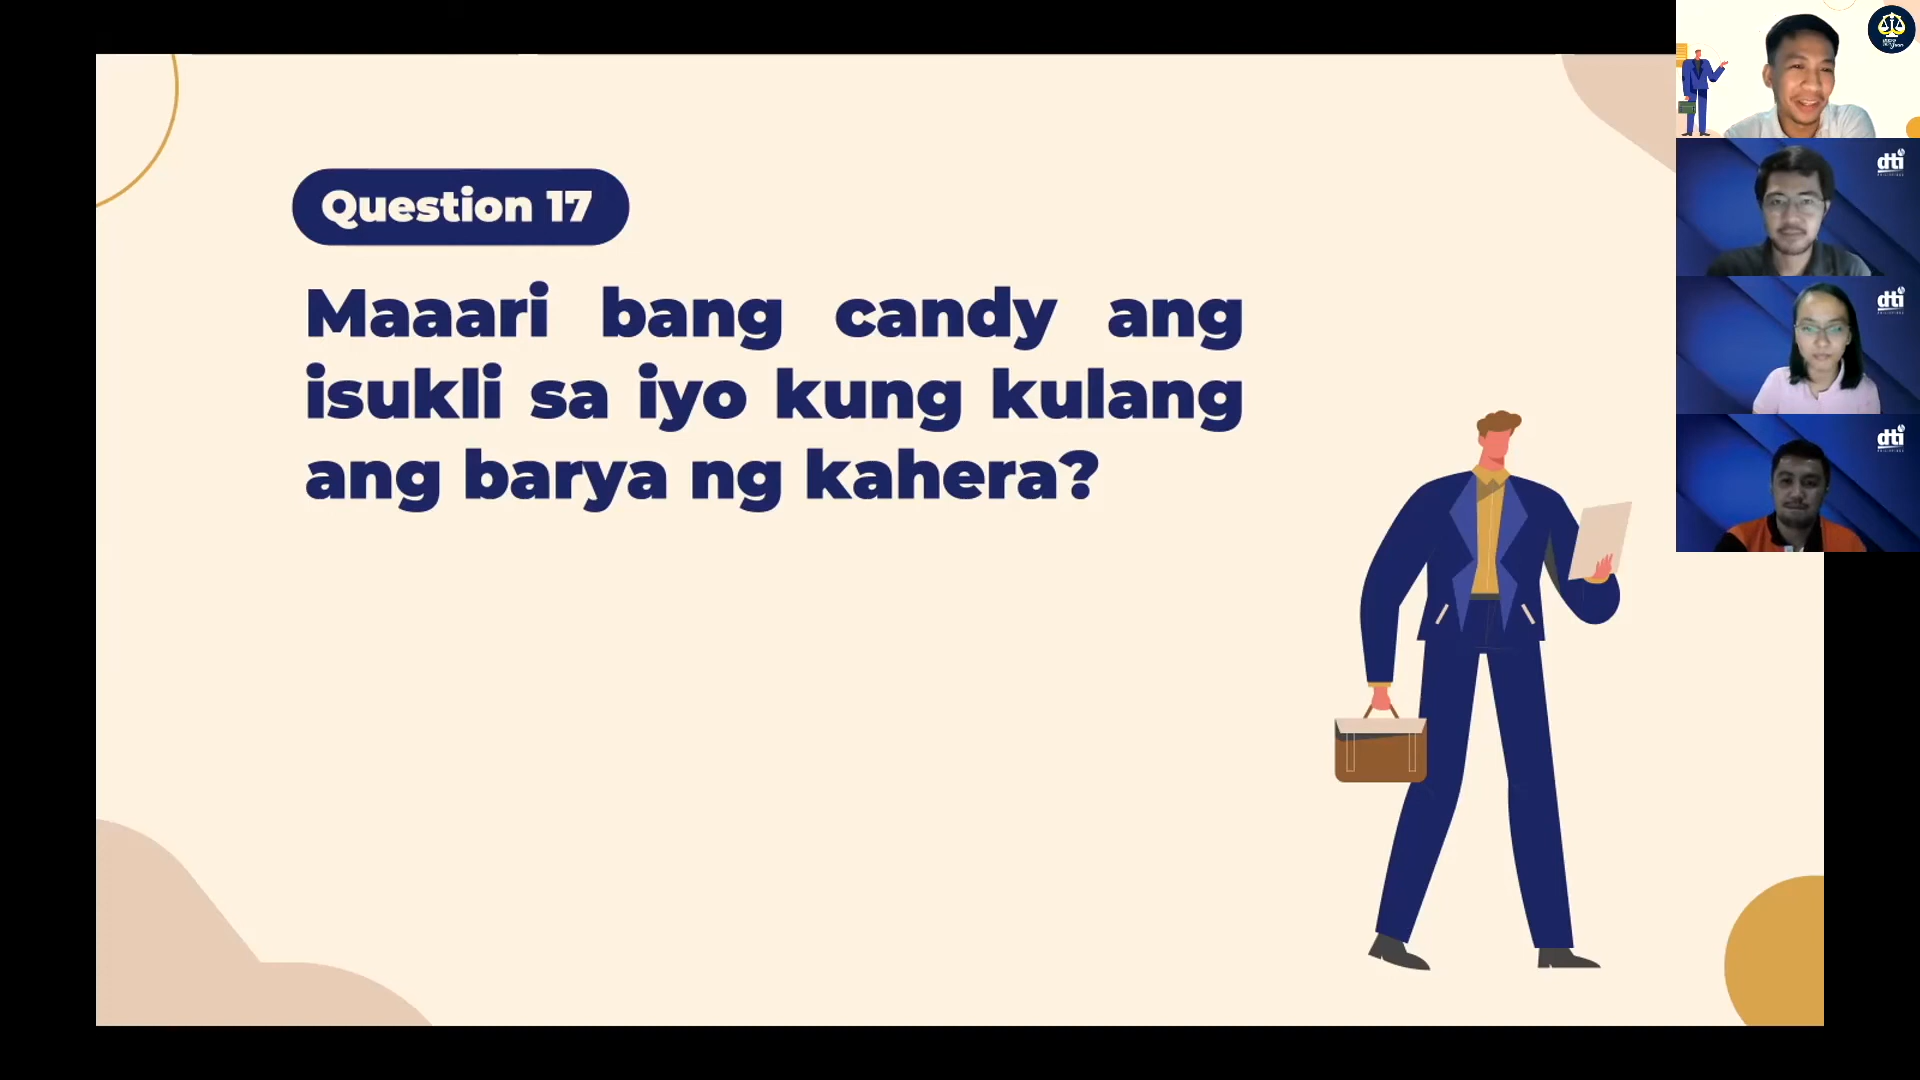 Question 17
Maaari bang candy ang
isukli sa iyo kung kulang
ang barya ng kahera?
dti
dti
dti